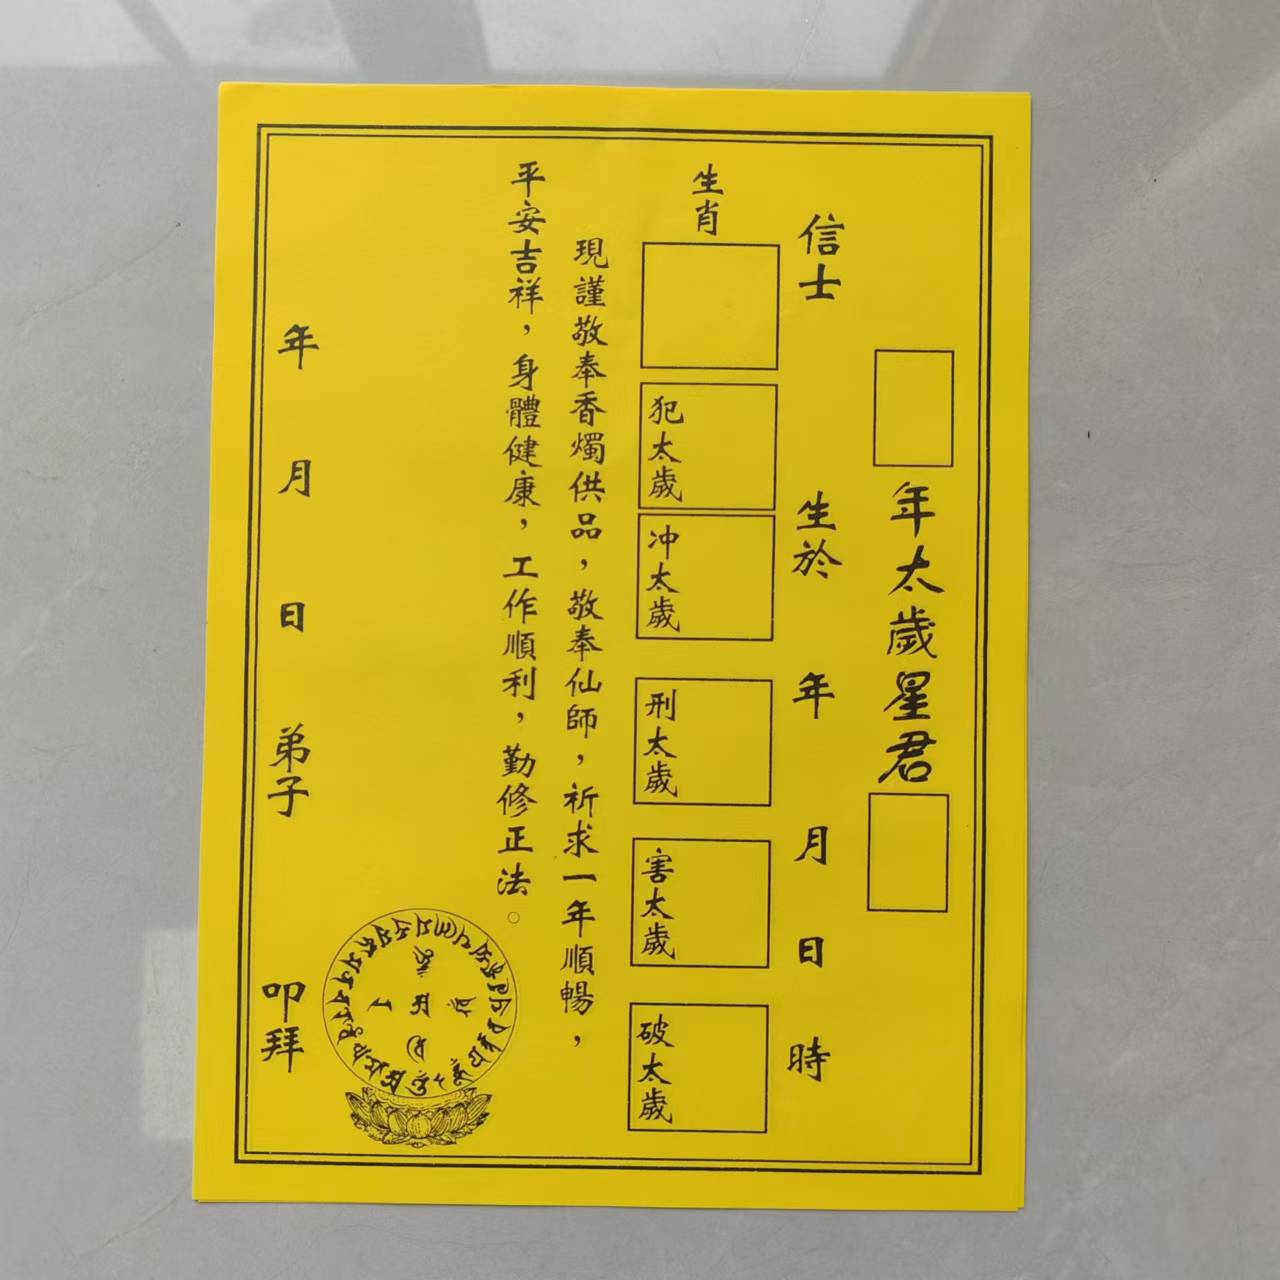 年太歲星君
信士 生於 年 月 日 時
生肖
犯太歲
冲太歲
刑太歲
害太歲
破太歲
現謹敬奉香燭供品，敬奉仙師，祈求一年順暢，
平安吉祥，身體健康，工作順利，勤修正法。
年 月 日 弟子 叩拜